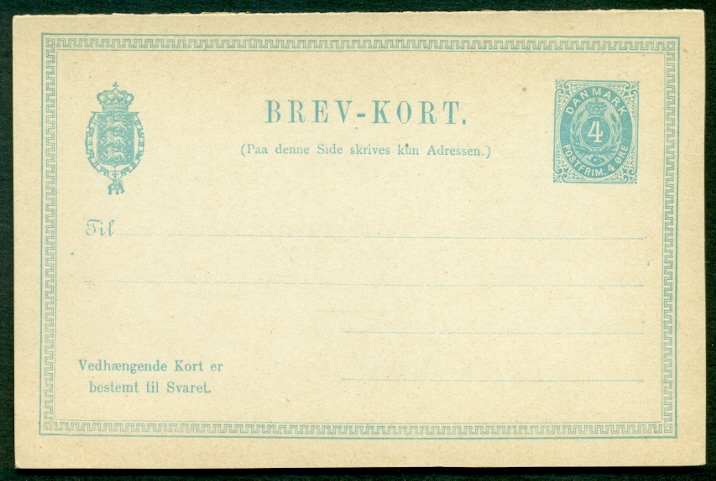 BREV-KORT.
(Paa denne Side skrives kun Adressen.)
DANMARK
4
POSTFRIM. 4 ØRE
Til
Vedhængende Kort er
bestemt til Svaret.